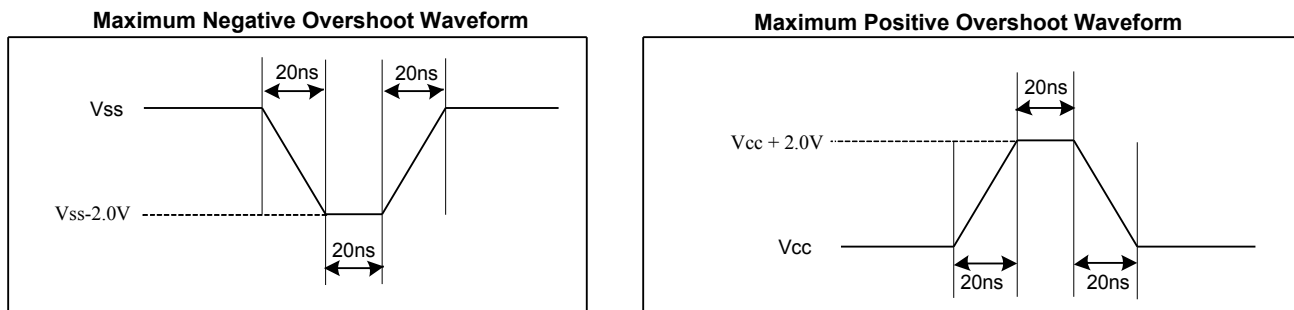 Maximum Negative Overshoot Waveform
20ns
20ns
Vss
Vss-2.0V
20ns
Maximum Positive Overshoot Waveform
20ns
Vcc + 2.0V
Vcc
20ns
20ns